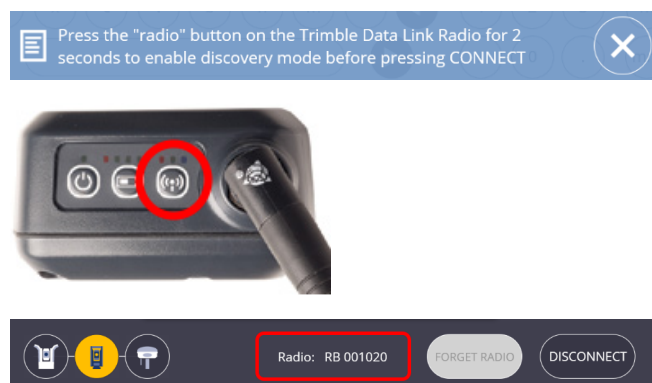 Press the "radio" button on the Trimble Data Link Radio for 2
seconds to enable discovery mode before pressing CONNECT
Radio: RB 001020
FORGET RADIO
DISCONNECT